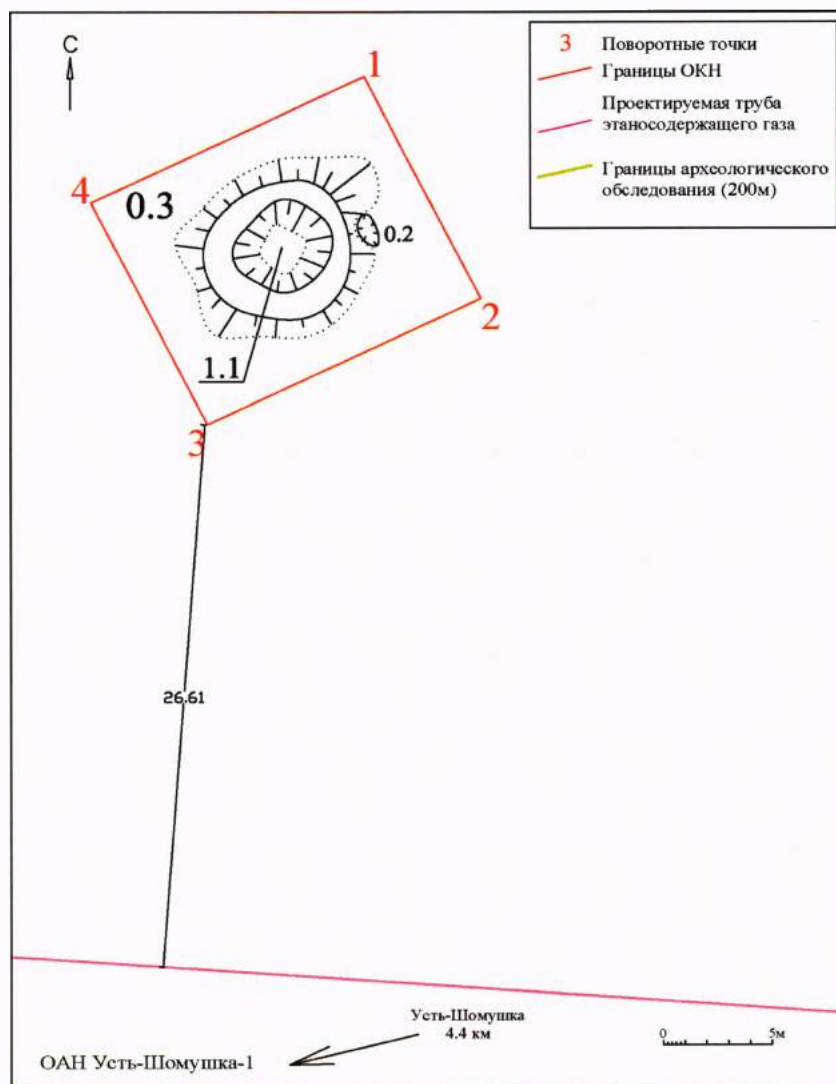 С
1
4
0.3
0.2
2
1.1
3
26.61
3 Поворотные точки
Границы ОКН
Проектируемая труба
этаносодержащего газа
Границы археологического
обследования (200м)
Усть-Шомушка
4.4 км
0 5м
ОАН Усть-Шомушка-1